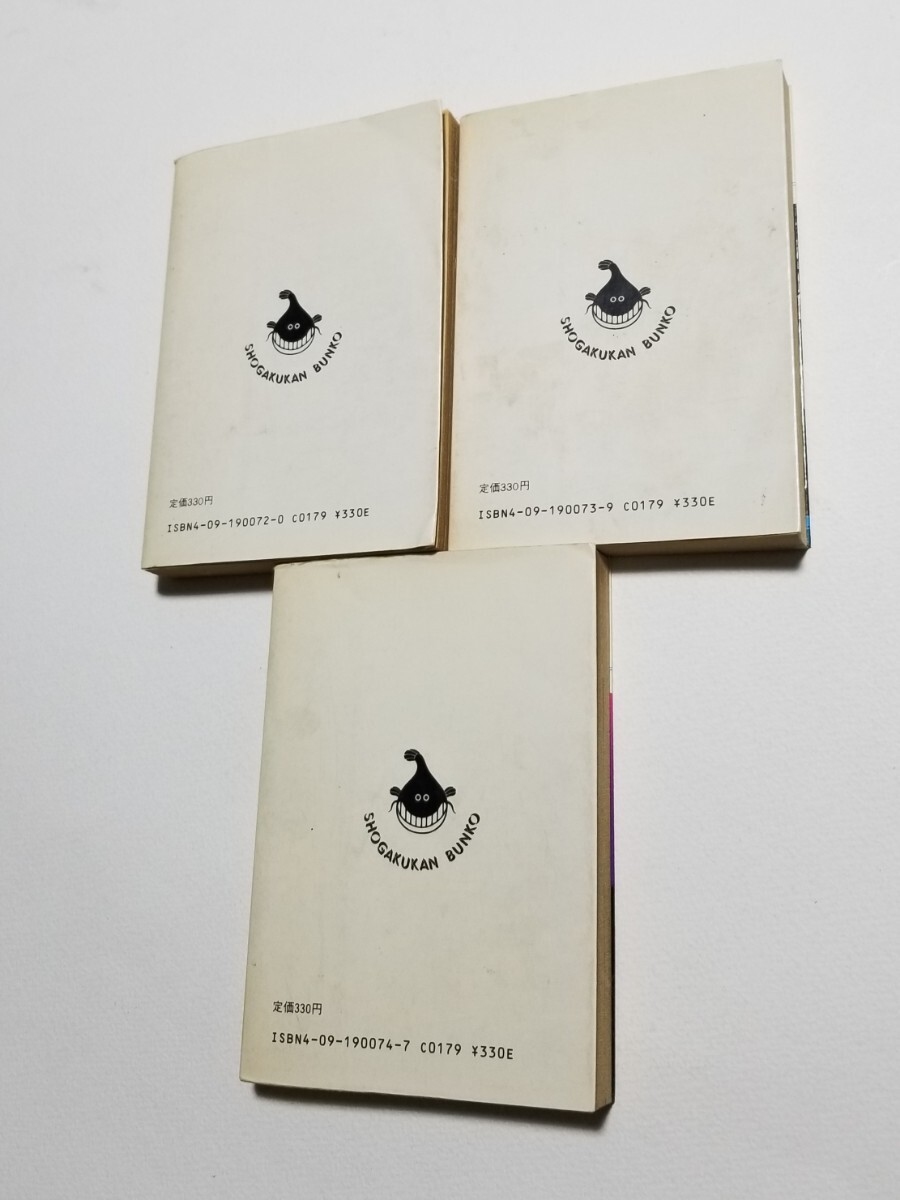 SHOGAKUKAN BUNKO
定価330円
ISBN4-09-190072-0 C0179 ¥330E
SHOGAKUKAN BUNKO
定価330円
ISBN4-09-190073-9 C0179 ¥330E
SHOGAKUKAN BUNKO
定価330円
ISBN4-09-190074-7 C0179 ¥330E